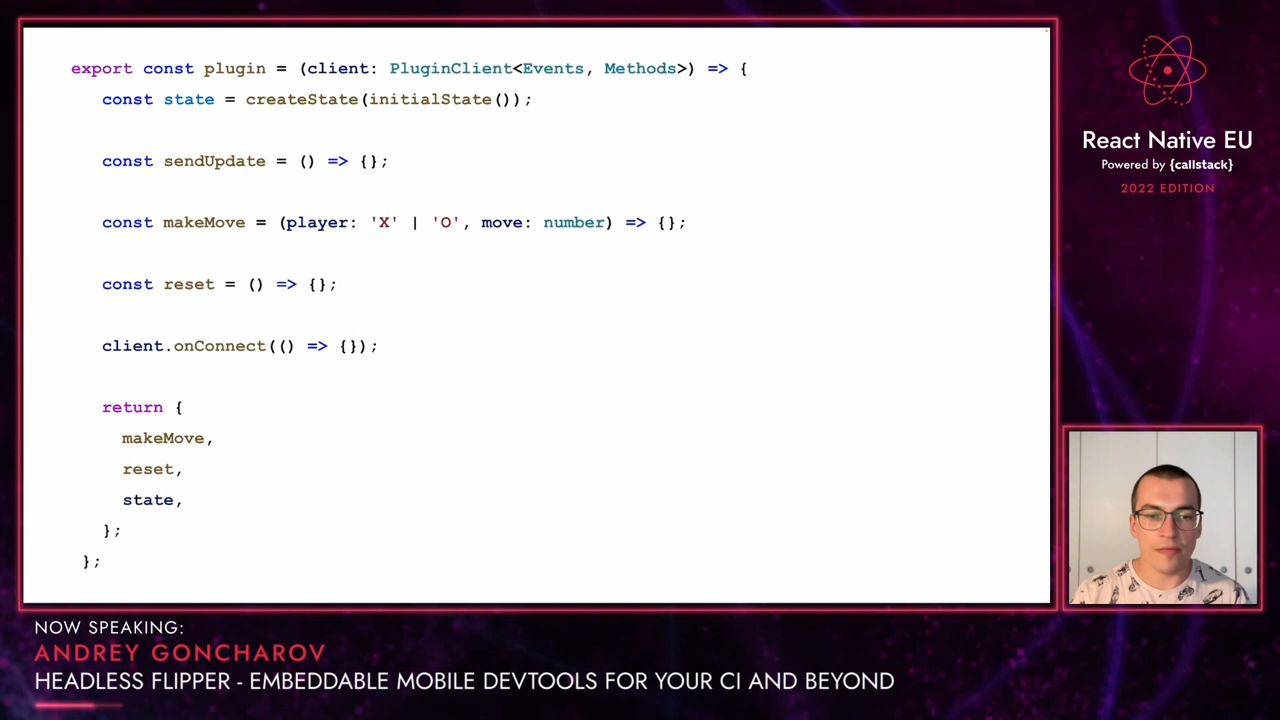 export const plugin = (client: PluginClient<Events, Methods>) => {
const state = createState(initialState());
const sendUpdate = () => {};
const makeMove = (player: 'X' | 'O', move: number) => {};
const reset = () => {};
client.onConnect(() => {});
return {
makeMove,
reset,
state,
};
};
React Native EU
Powered by {callstack}
2022 EDITION
NOW SPEAKING:
ANDREY GONCHAROV
HEADLESS FLIPPER - EMBEDDABLE MOBILE DEVTOOLS FOR YOUR CI AND BEYOND